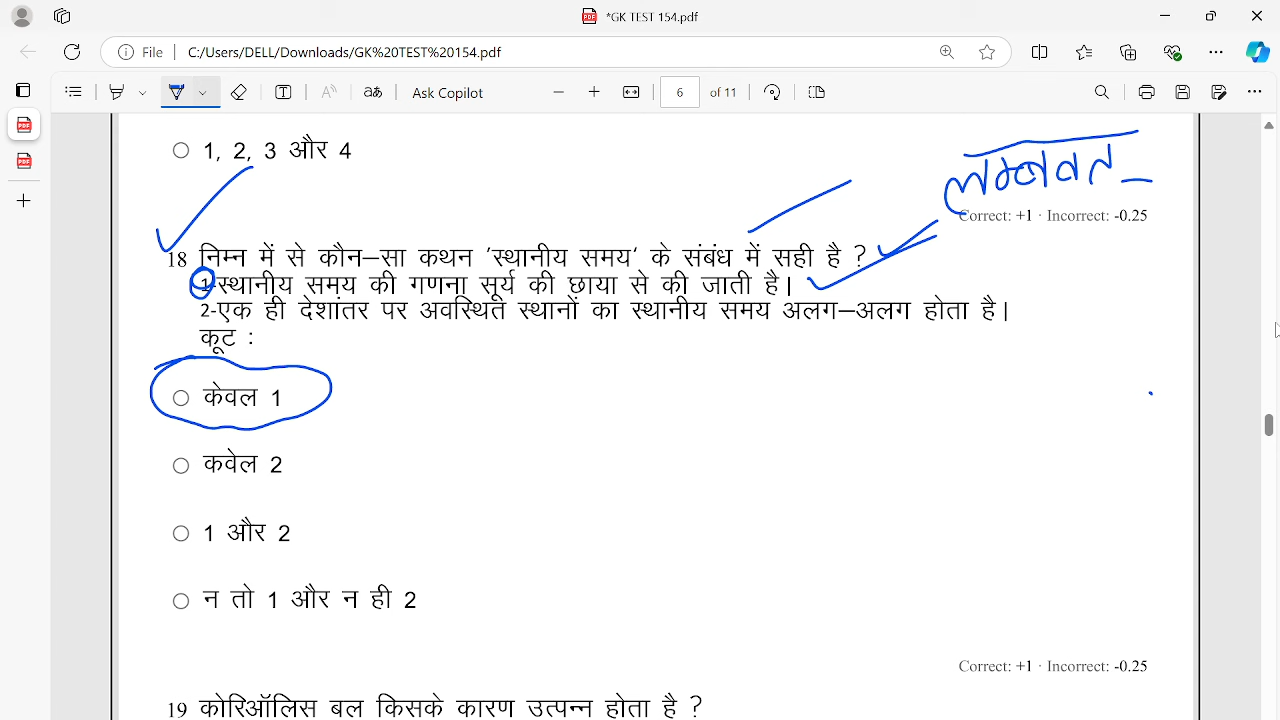 *GK TEST 154.pdf
File C:/Users/DELL/Downloads/GK%20TEST%20154.pdf
Ask Copilot 6 of 11
1, 2, 3 और 4
लम्बवत
Correct: +1 · Incorrect: -0.25
18 निम्न में से कौन–सा कथन 'स्थानीय समय' के संबंध में सही है ?
1-स्थानीय समय की गणना सूर्य की छाया से की जाती है।
2-एक ही देशांतर पर अवस्थित स्थानों का स्थानीय समय अलग–अलग होता है।
कूट :
केवल 1
कवेल 2
1 और 2
न तो 1 और न ही 2
Correct: +1 · Incorrect: -0.25
19 कोरिऑलिस बल किसके कारण उत्पन्न होता है ?